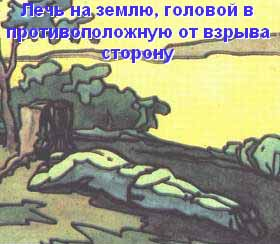 Лечь на землю, головой в
противоположную от взрыва
сторону